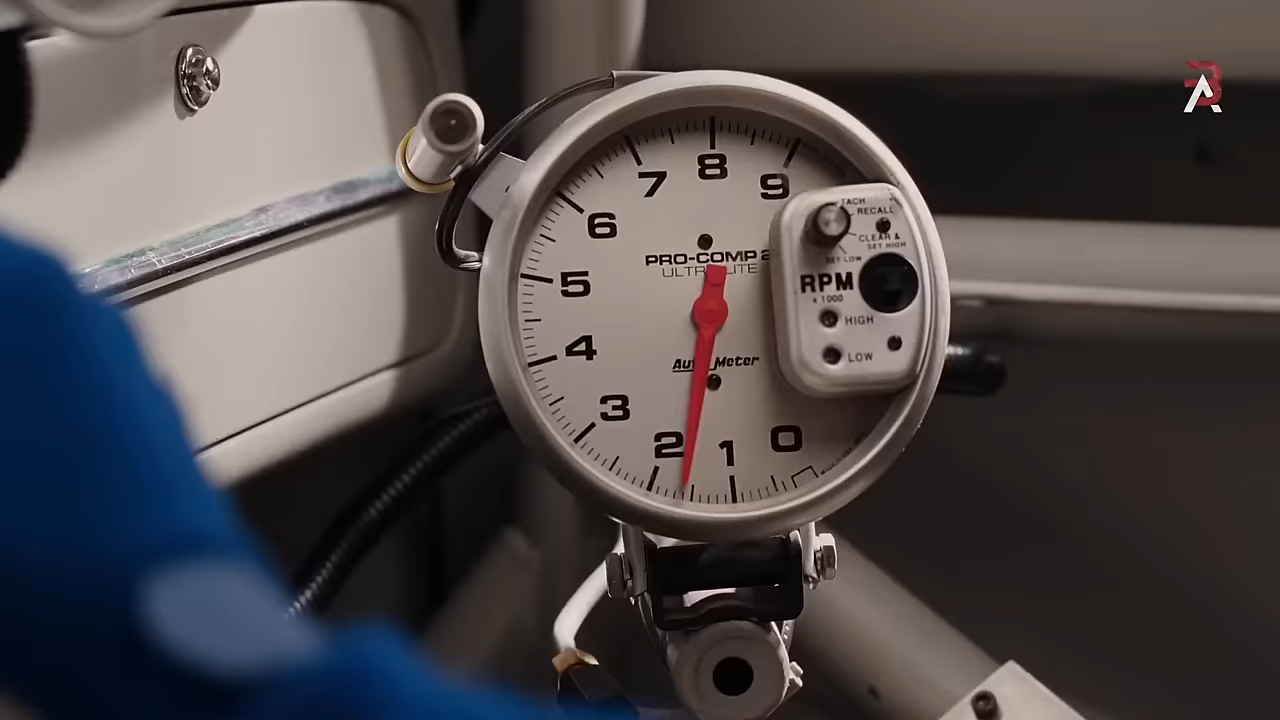 7 8 9
6
5
4
3
2 1 0
PRO-COMP 2
ULTRA-LITE
Auto Meter
TACH
RECALL
CLEAR &
SET HIGH
SET LOW
RPM
x 1000
HIGH
LOW